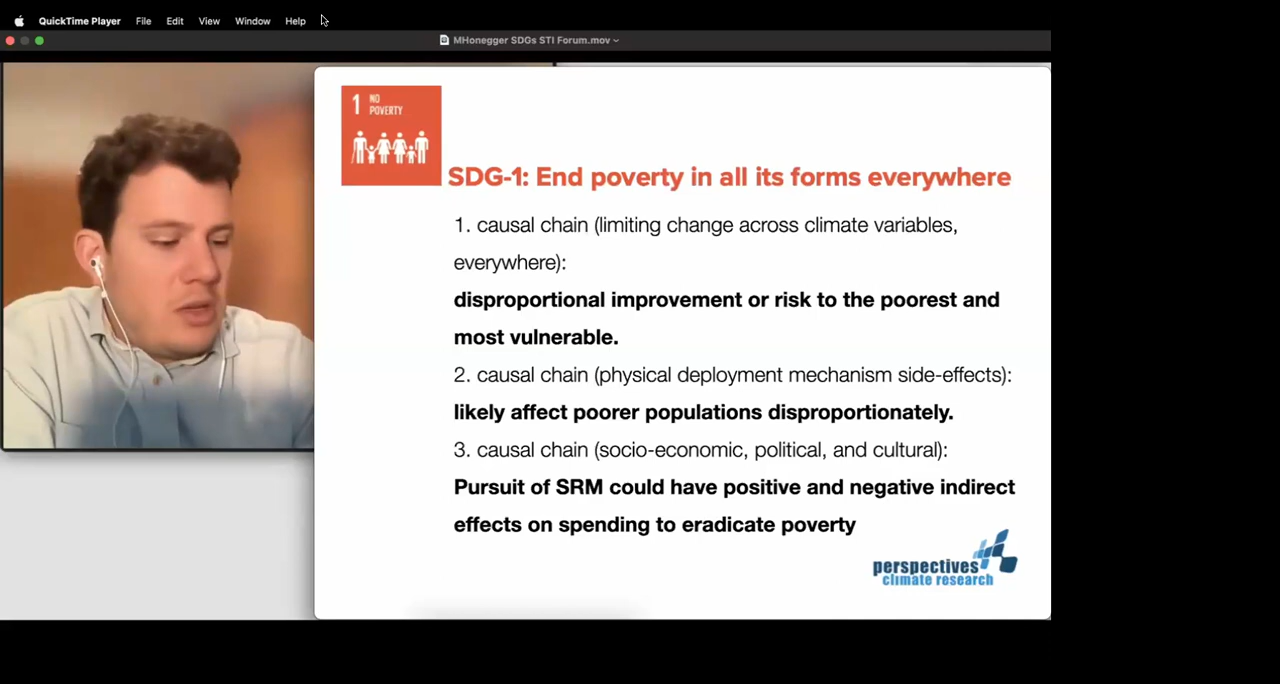 QuickTime Player File Edit View Window Help
MHonegger SDGs STI Forum.mov
1 NO
POVERTY
SDG-1: End poverty in all its forms everywhere
1. causal chain (limiting change across climate variables,
everywhere):
disproportional improvement or risk to the poorest and
most vulnerable.
2. causal chain (physical deployment mechanism side-effects):
likely affect poorer populations disproportionately.
3. causal chain (socio-economic, political, and cultural):
Pursuit of SRM could have positive and negative indirect
effects on spending to eradicate poverty
perspectives
climate research